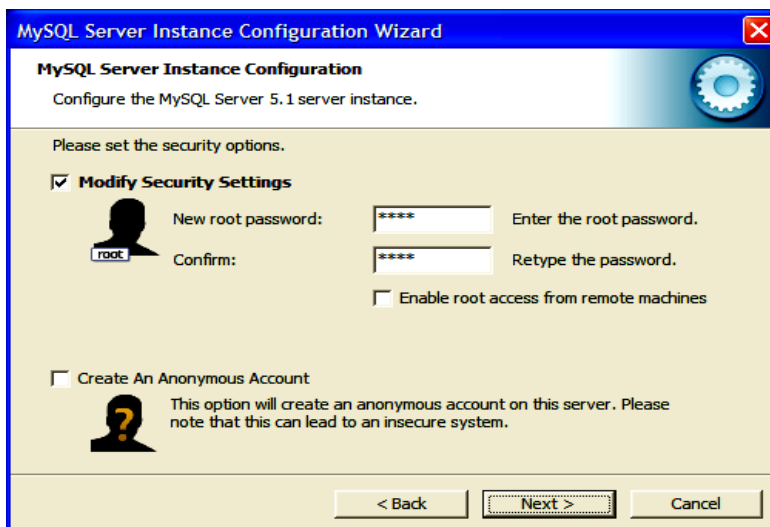 MySQL Server Instance Configuration Wizard
MySQL Server Instance Configuration
Configure the MySQL Server 5.1 server instance.
Please set the security options.
Modify Security Settings
root
New root password: **** Enter the root password.
Confirm: **** Retype the password.
Enable root access from remote machines
Create An Anonymous Account
?
This option will create an anonymous account on this server. Please
note that this can lead to an insecure system.
< Back Next > Cancel